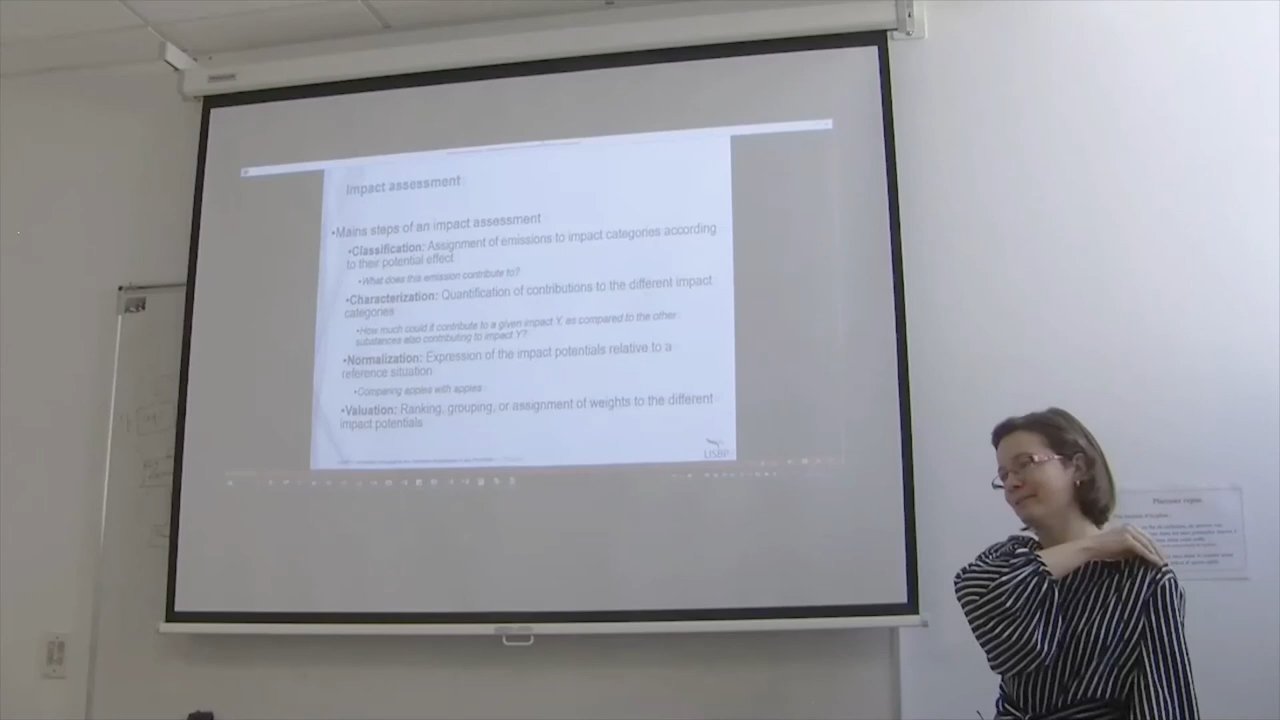 Impact assessment
•Mains steps of an impact assessment
•Classification: Assignment of emissions to impact categories according
to their potential effect
•What does this emission contribute to?
•Characterization: Quantification of contributions to the different impact
categories
•How much could it contribute to a given impact Y, as compared to the other
substances also contributing to impact Y?
•Normalization: Expression of the impact potentials relative to a
reference situation
•Comparing apples with apples
•Valuation: Ranking, grouping, or assignment of weights to the different
impact potentials
LISBP